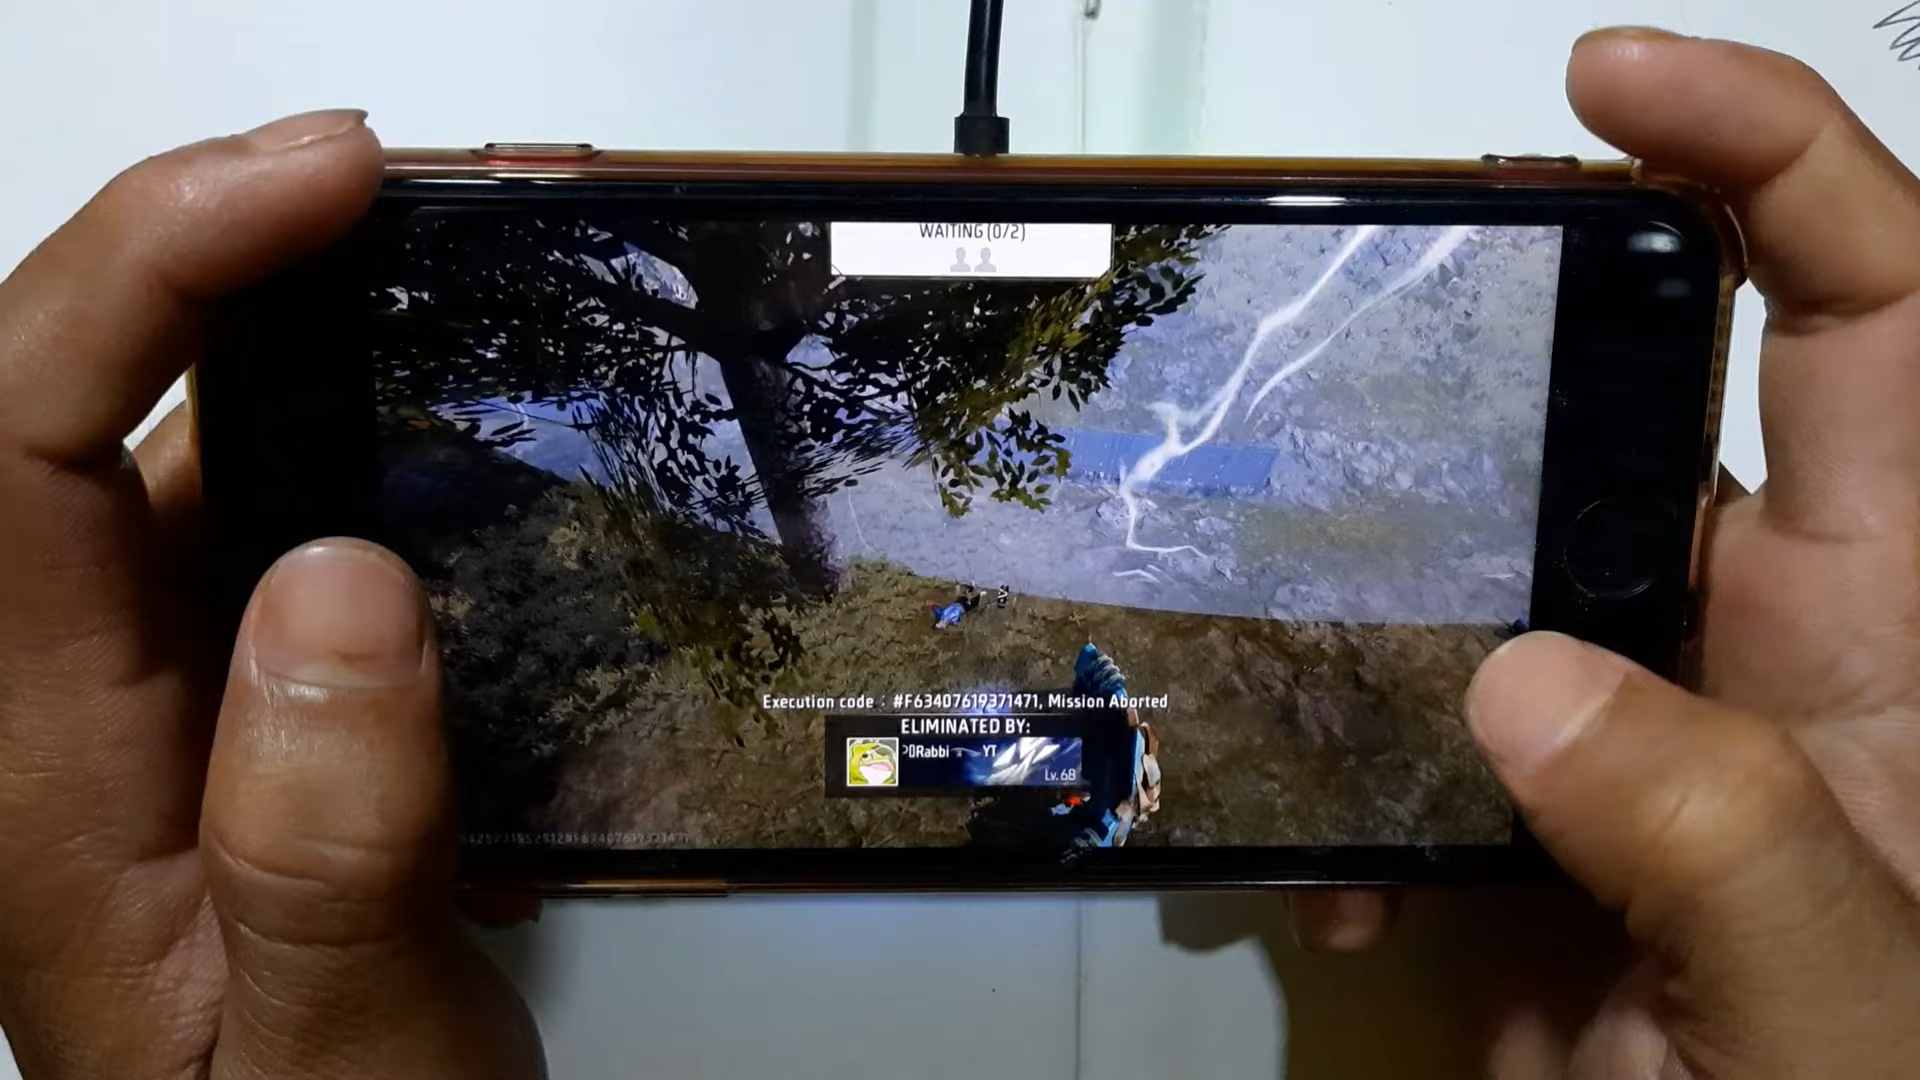 WAITING (0/2)
Execution code : #F63407619371471, Mission Aborted
ELIMINATED BY:
Rabbi YT
Lv. 68